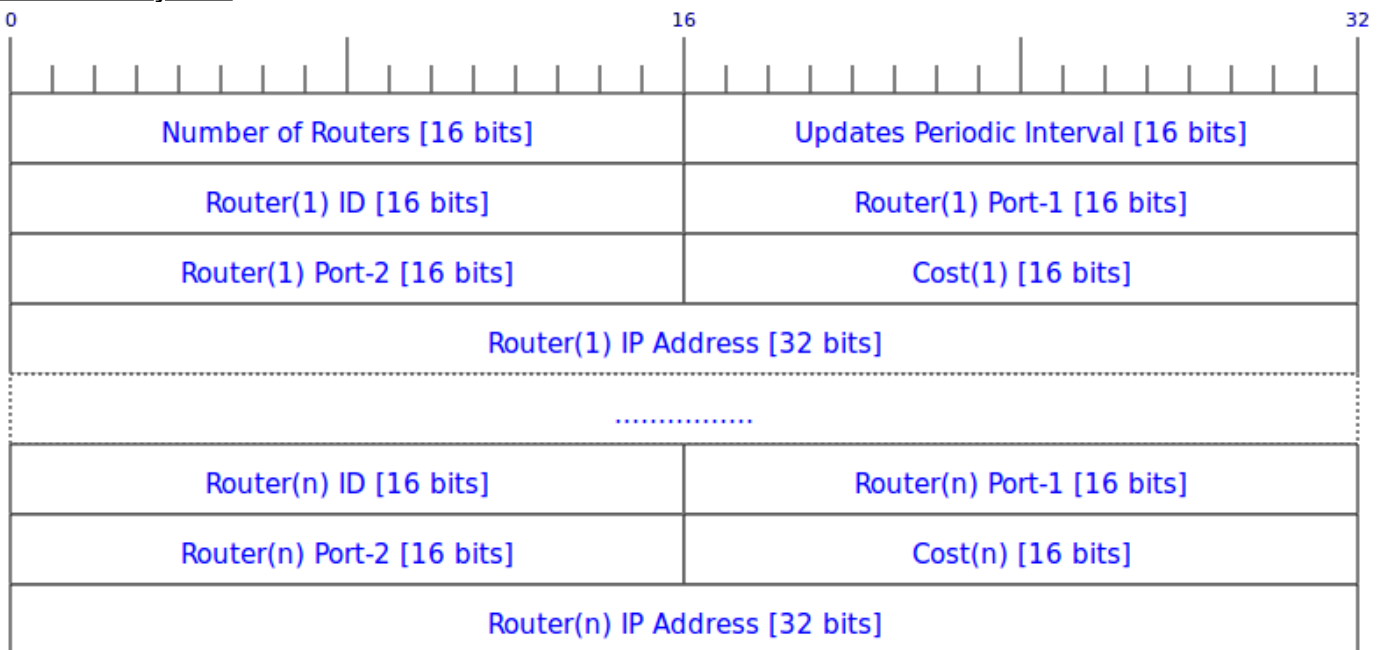 0 16 32
Number of Routers [16 bits] Updates Periodic Interval [16 bits]
Router(1) ID [16 bits] Router(1) Port-1 [16 bits]
Router(1) Port-2 [16 bits] Cost(1) [16 bits]
Router(1) IP Address [32 bits]
................
Router(n) ID [16 bits] Router(n) Port-1 [16 bits]
Router(n) Port-2 [16 bits] Cost(n) [16 bits]
Router(n) IP Address [32 bits]